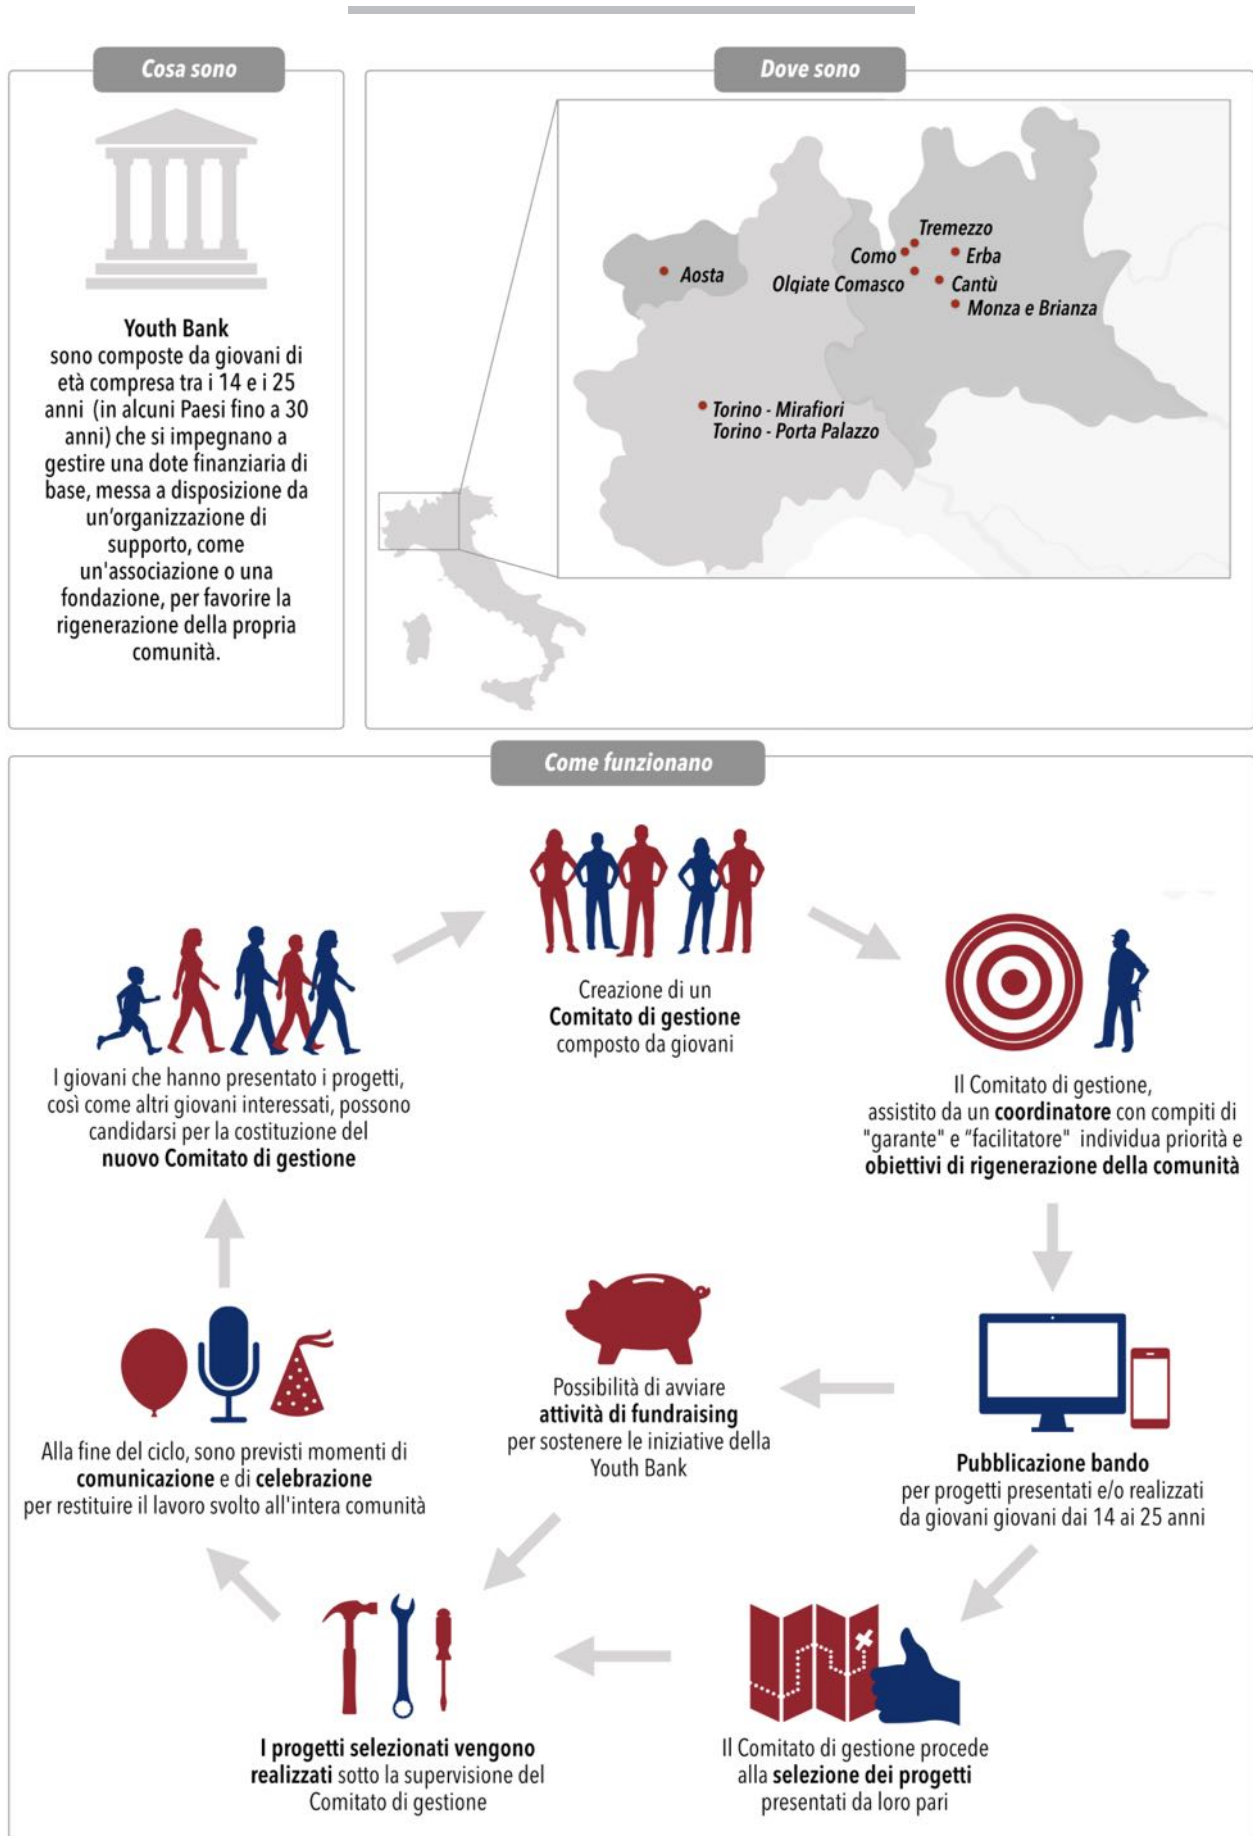 Cosa sono
Youth Bank
sono composte da giovani di
età compresa tra i 14 e i 25
anni (in alcuni Paesi fino a 30
anni) che si impegnano a
gestire una dote finanziaria di
base, messa a disposizione da
un'organizzazione di
supporto, come
un'associazione o una
fondazione, per favorire la
rigenerazione della propria
comunità.
Dove sono
Tremezzo
Como
Erba
Aosta
Olgiate Comasco
Cantù
Monza e Brianza
Torino - Mirafiori
Torino - Porta Palazzo
Come funzionano
Creazione di un
Comitato di gestione
composto da giovani
Il Comitato di gestione,
assistito da un coordinatore con compiti di
"garante" e "facilitatore" individua priorità e
obiettivi di rigenerazione della comunità
Pubblicazione bando
per progetti presentati e/o realizzati
da giovani giovani dai 14 ai 25 anni
Possibilità di avviare
attività di fundraising
per sostenere le iniziative della
Youth Bank
Il Comitato di gestione procede
alla selezione dei progetti
presentati da loro pari
I progetti selezionati vengono
realizzati sotto la supervisione del
Comitato di gestione
Alla fine del ciclo, sono previsti momenti di
comunicazione e di celebrazione
per restituire il lavoro svolto all'intera comunità
I giovani che hanno presentato i progetti,
così come altri giovani interessati, possono
candidarsi per la costituzione del
nuovo Comitato di gestione